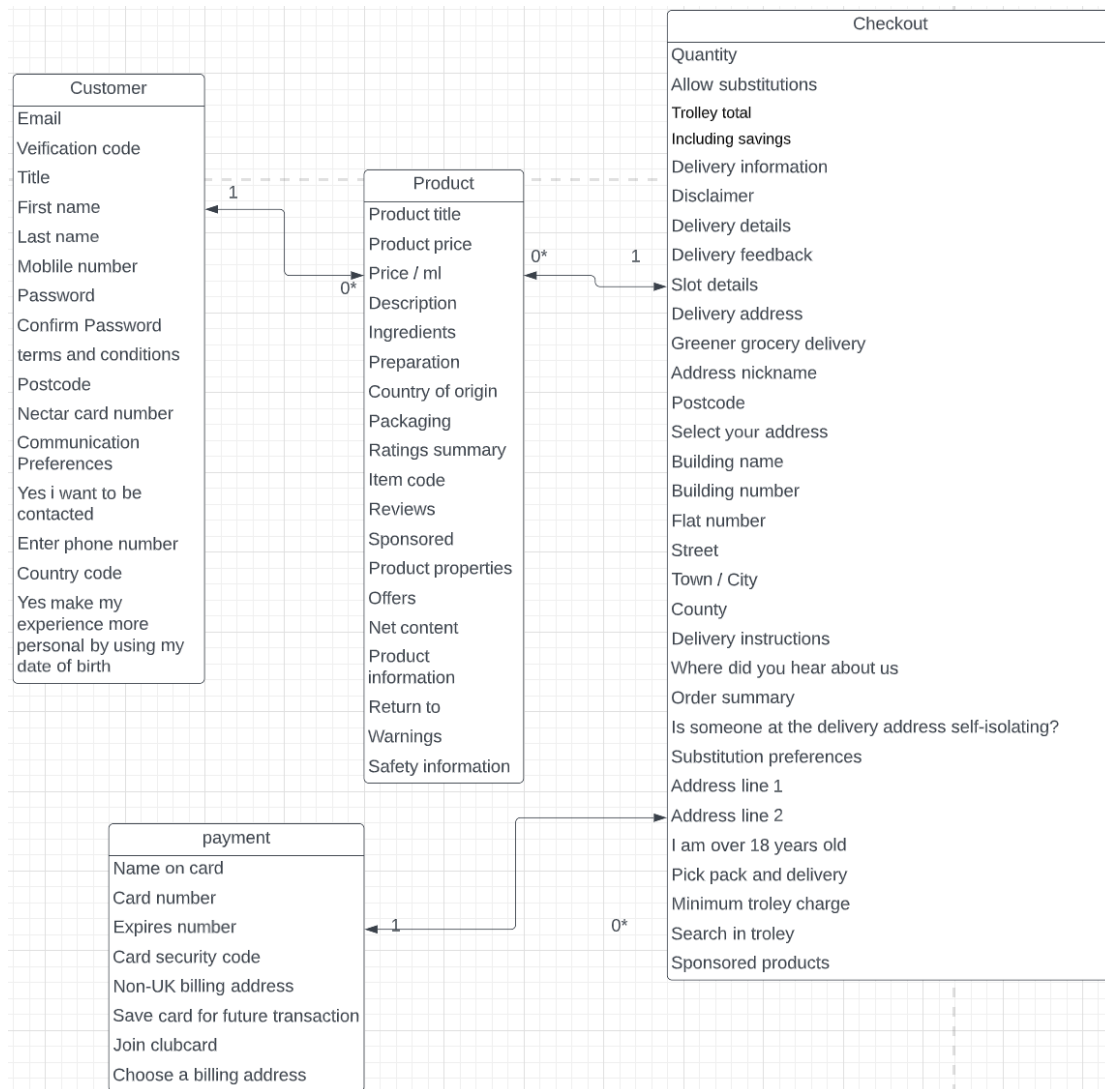 Customer
Email
Veification code
Title
First name
Last name
Moblile number
Password
Confirm Password
terms and conditions
Postcode
Nectar card number
Communication
Preferences
Yes i want to be
contacted
Enter phone number
Country code
Yes make my
experience more
personal by using my
date of birth
1
0*
Product
Product title
Product price
Price / ml
Description
Ingredients
Preparation
Country of origin
Packaging
Ratings summary
Item code
Reviews
Sponsored
Product properties
Offers
Net content
Product
information
Return to
Warnings
Safety information
0*
1
Checkout
Quantity
Allow substitutions
Trolley total
Including savings
Delivery information
Disclaimer
Delivery details
Delivery feedback
Slot details
Delivery address
Greener grocery delivery
Address nickname
Postcode
Select your address
Building name
Building number
Flat number
Street
Town / City
County
Delivery instructions
Where did you hear about us
Order summary
Is someone at the delivery address self-isolating?
Substitution preferences
Address line 1
Address line 2
I am over 18 years old
Pick pack and delivery
Minimum troley charge
Search in troley
Sponsored products
payment
Name on card
Card number
Expires number
Card security code
Non-UK billing address
Save card for future transaction
Join clubcard
Choose a billing address
1
0*